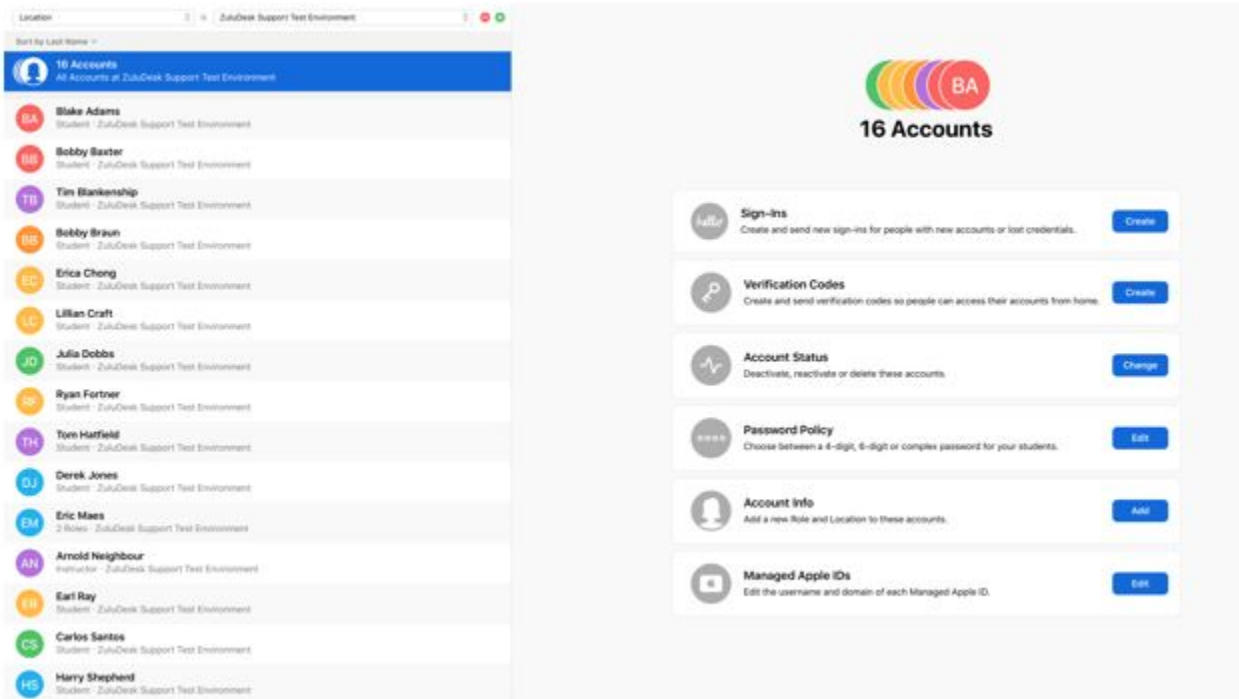 Location
is
ZuluDesk Support Test Environment
Sort by Last Name
16 Accounts
All Accounts at ZuluDesk Support Test Environment
BA
Blake Adams
Student · ZuluDesk Support Test Environment
BB
Bobby Baxter
Student · ZuluDesk Support Test Environment
TB
Tim Blankenship
Student · ZuluDesk Support Test Environment
BB
Bobby Braun
Student · ZuluDesk Support Test Environment
EC
Erica Chong
Student · ZuluDesk Support Test Environment
LC
Lillian Craft
Student · ZuluDesk Support Test Environment
JD
Julia Dobbs
Student · ZuluDesk Support Test Environment
RF
Ryan Fortner
Student · ZuluDesk Support Test Environment
TH
Tom Hatfield
Student · ZuluDesk Support Test Environment
DJ
Derek Jones
Student · ZuluDesk Support Test Environment
EM
Eric Maes
2 Roles · ZuluDesk Support Test Environment
AN
Arnold Neighbour
Instructor · ZuluDesk Support Test Environment
ER
Earl Ray
Student · ZuluDesk Support Test Environment
CS
Carlos Santos
Student · ZuluDesk Support Test Environment
HS
Harry Shepherd
Student · ZuluDesk Support Test Environment
BA
16 Accounts
hello
Sign-Ins
Create and send new sign-ins for people with new accounts or lost credentials.
Create
Verification Codes
Create and send verification codes so people can access their accounts from home.
Create
Account Status
Deactivate, reactivate or delete these accounts.
Change
Password Policy
Choose between a 4-digit, 6-digit or complex password for your students.
Edit
Account Info
Add a new Role and Location to these accounts.
Add
Managed Apple IDs
Edit the username and domain of each Managed Apple ID.
Edit